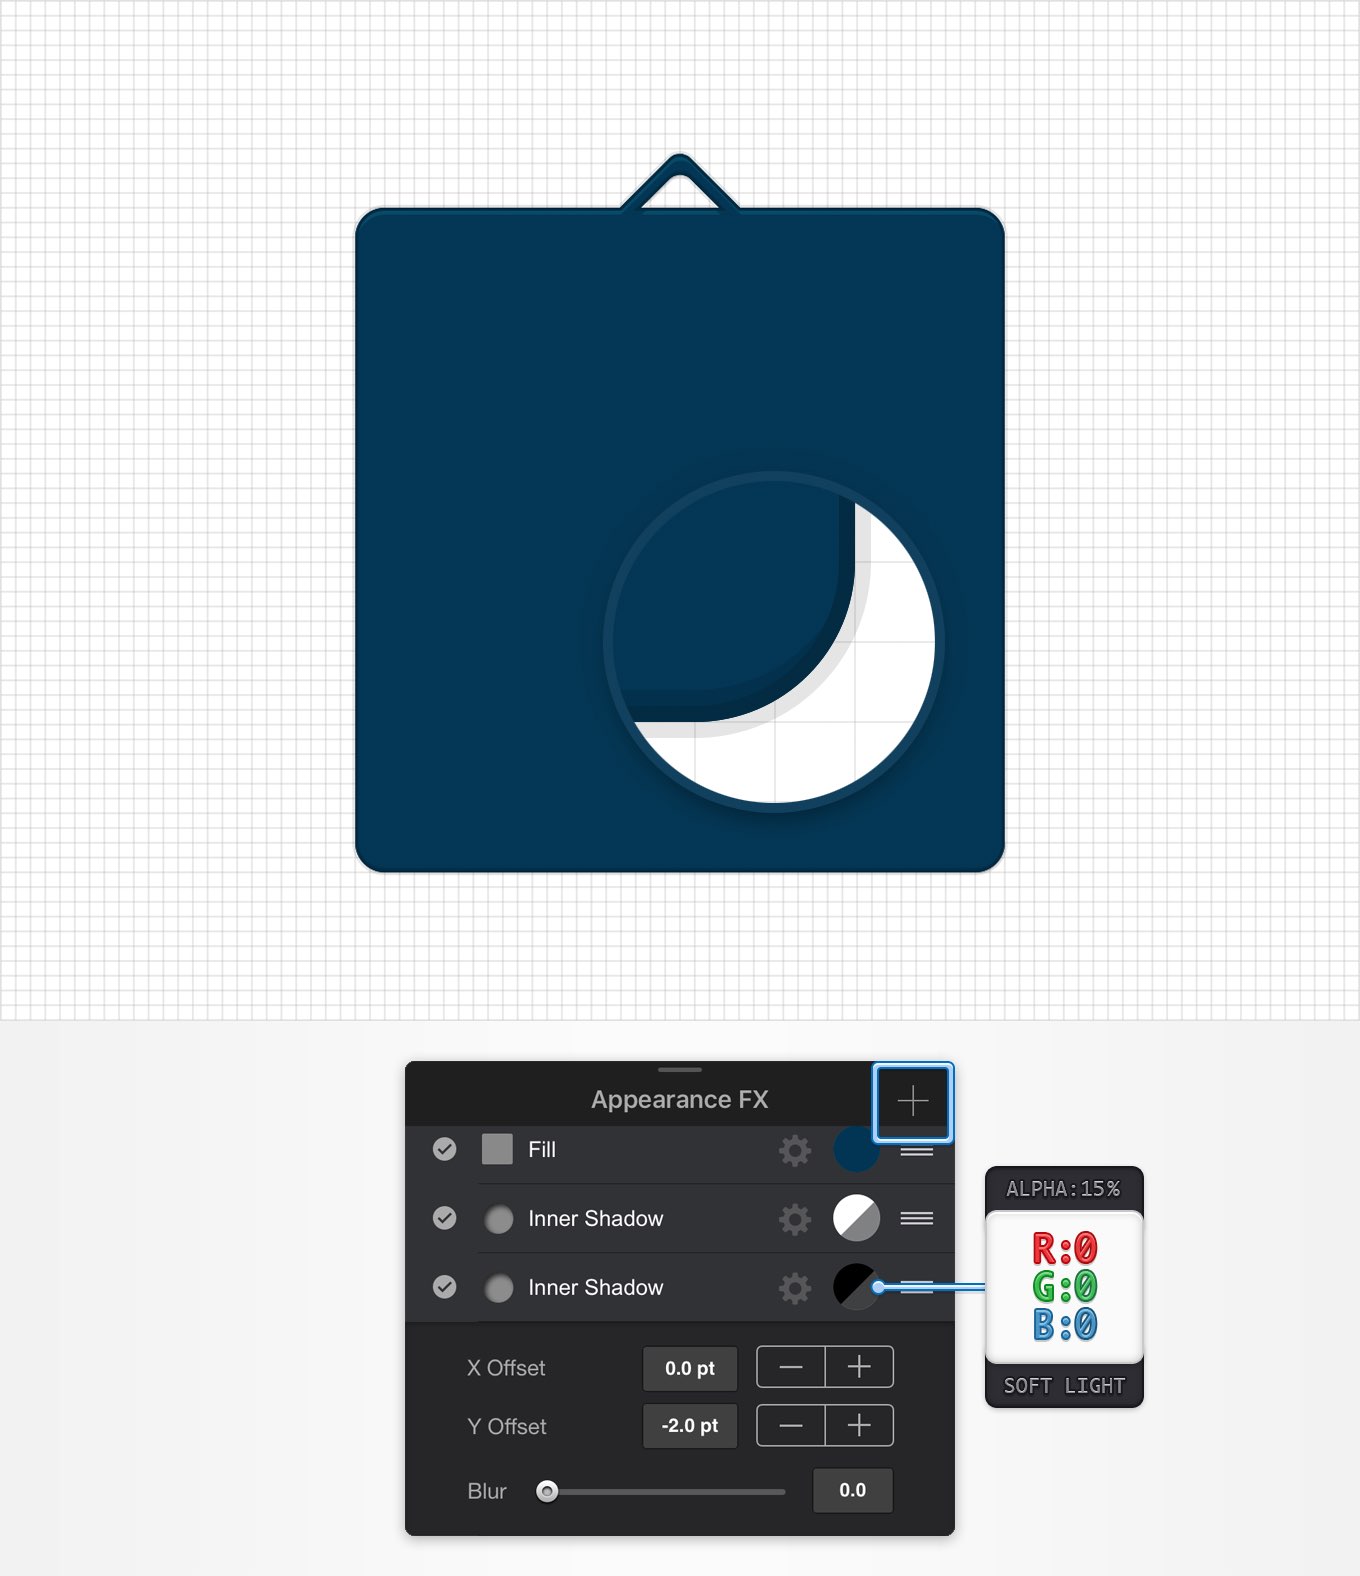 Appearance FX
Fill
Inner Shadow
Inner Shadow
ALPHA:15%
R:0
G:0
B:0
SOFT LIGHT
X Offset 0.0 pt
Y Offset -2.0 pt
Blur 0.0